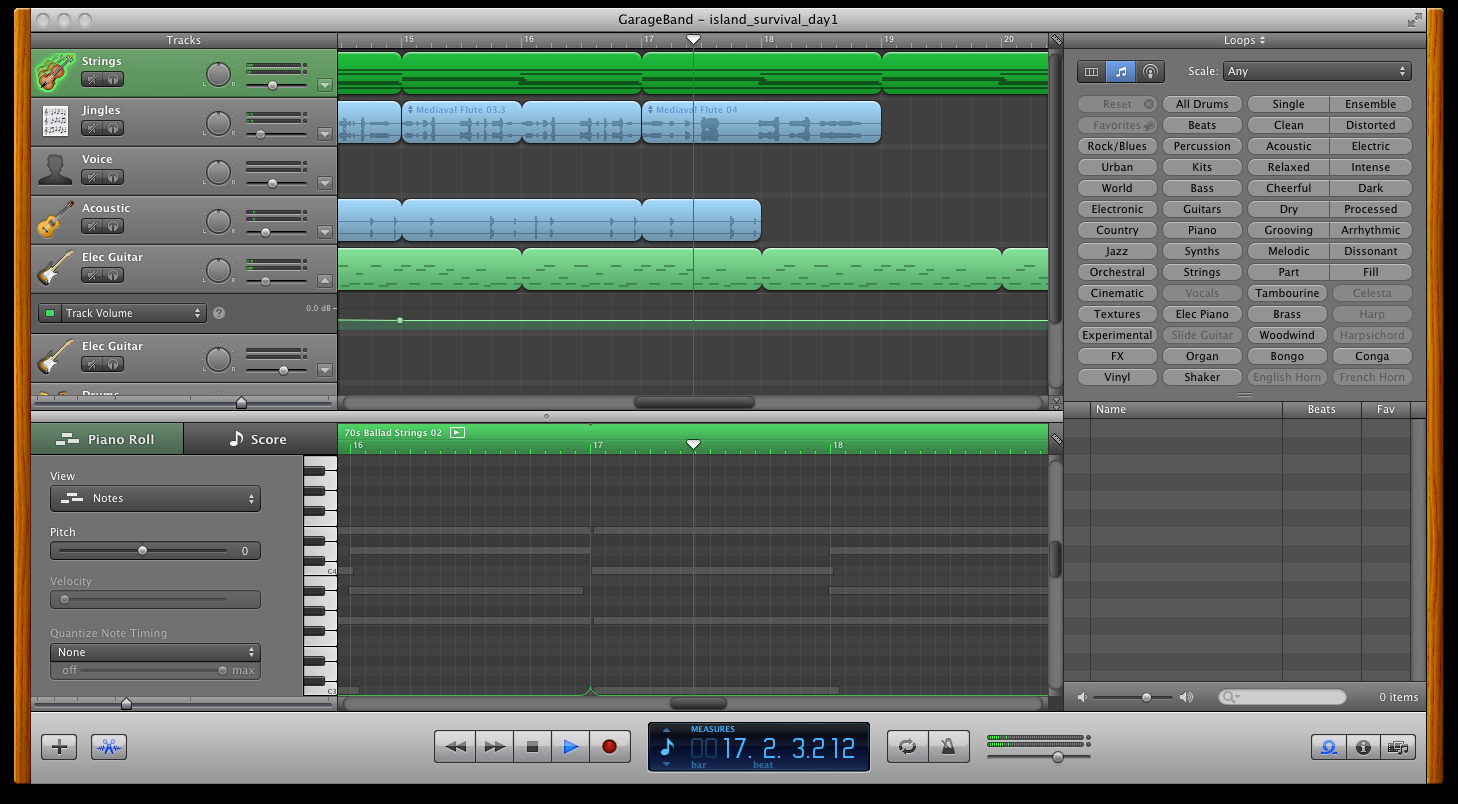 GarageBand – island_survival_day1
Tracks
15 16 17 18 19 20
Loops
Strings
L R
Scale: Any
Jingles
L R
Mediaval Flute 03.3
Mediaval Flute 04
Voice
L R
Acoustic
L R
Elec Guitar
L R
Track Volume
?
0.0 dB
Elec Guitar
L R
Drums
Reset All Drums Single Ensemble
Favorites Beats Clean Distorted
Rock/Blues Percussion Acoustic Electric
Urban Kits Relaxed Intense
World Bass Cheerful Dark
Electronic Guitars Dry Processed
Country Piano Grooving Arrhythmic
Jazz Synths Melodic Dissonant
Orchestral Strings Part Fill
Cinematic Vocals Tambourine Celesta
Textures Elec Piano Brass Harp
Experimental Slide Guitar Woodwind Harpsichord
FX Organ Bongo Conga
Vinyl Shaker English Horn French Horn
Name Beats Fav
Piano Roll
Score
70s Ballad Strings 02
16 17 18
View
Notes
Pitch
0
Velocity
Quantize Note Timing
None
off max
C4
C3
0 items
MEASURES
17. 2. 3.212
bar beat